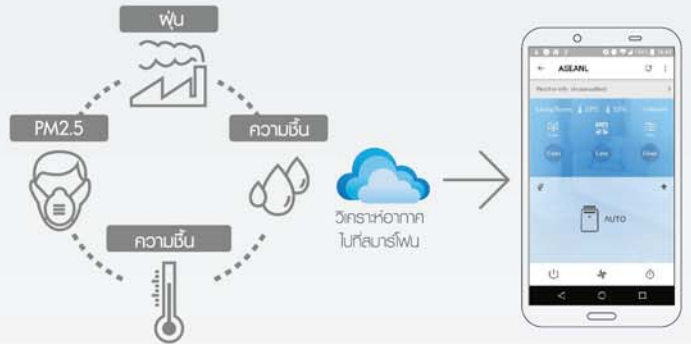 ฝุ่น
PM2.5
ความชื้น
ความชื้น
วิเคราะห์อากาศ
ไปที่สมาร์โฟน
ASEANL
AUTO